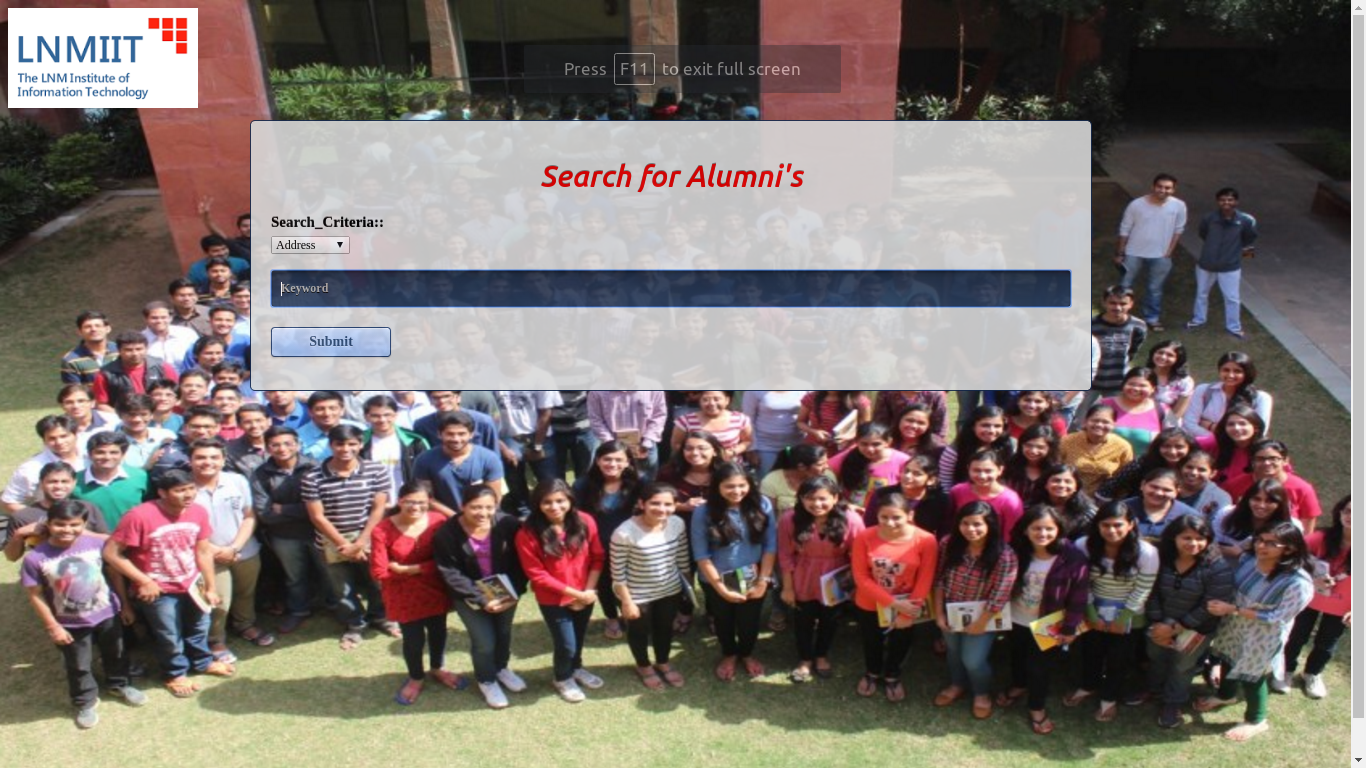 LNMIIT
The LNM Institute of
Information Technology
Press F11 to exit full screen
Search for Alumni's
Search_Criteria::
Address
Keyword
Submit